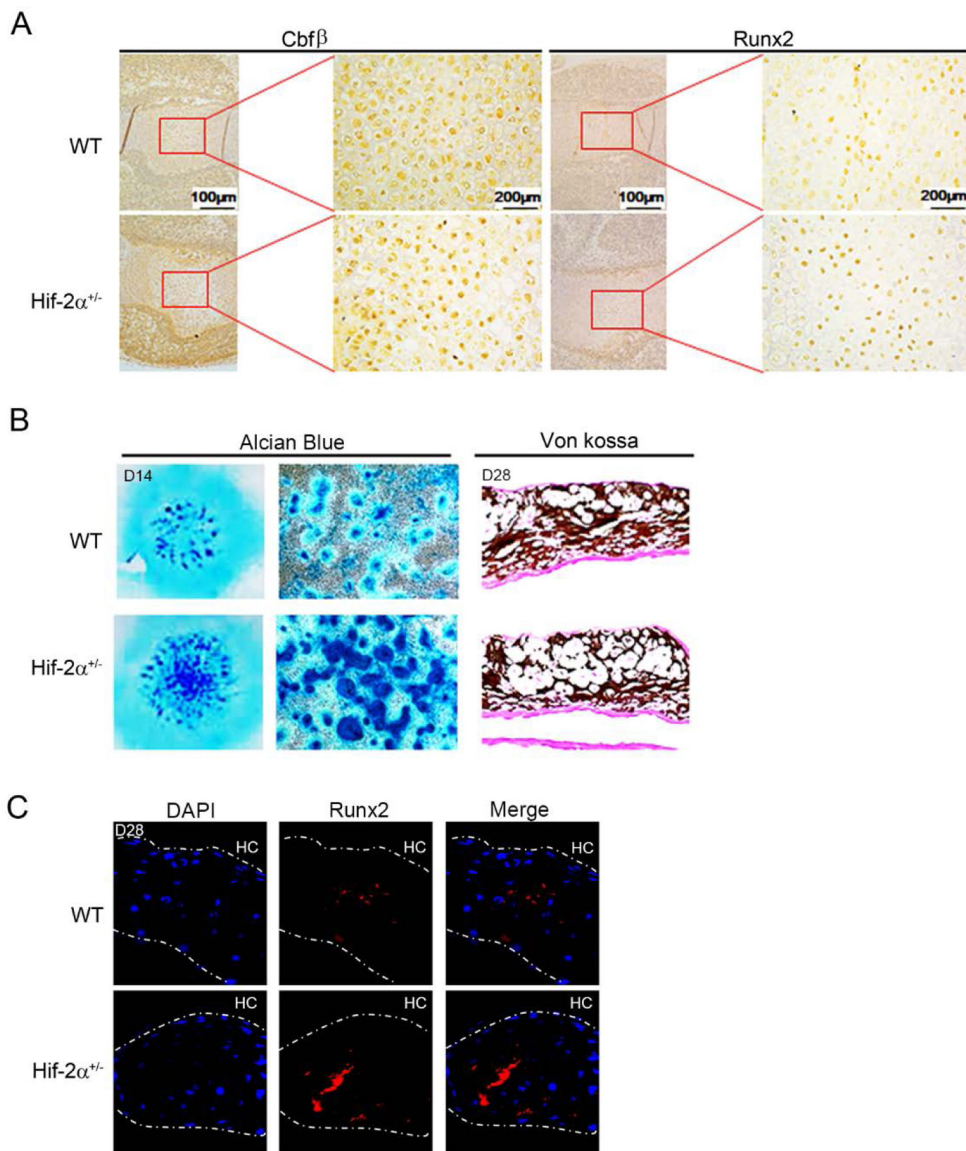 A
Cbfβ Runx2
WT
100μm 200μm 100μm 200μm
Hif-2α+/-
B
Alcian Blue Von kossa
D14 D28
WT
Hif-2α+/-
C
DAPI Runx2 Merge
D28 HC HC HC
WT
HC HC HC
Hif-2α+/-